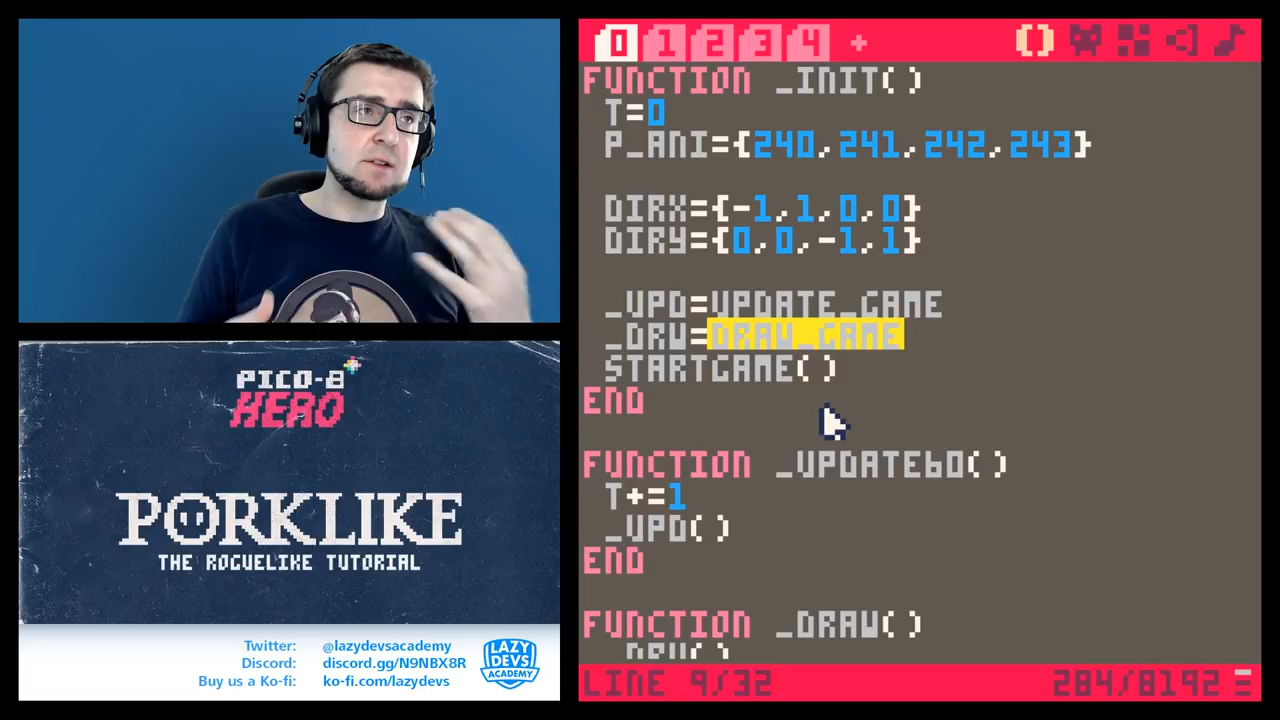 0 1 2 3 4 +
FUNCTION _INIT()
T=0
P_ANI={240,241,242,243}
DIRX={-1,1,0,0}
DIRY={0,0,-1,1}
_UPD=UPDATE_GAME
_DRW=DRAW_GAME
STARTGAME()
END
FUNCTION _UPDATE60()
T+=1
_UPD()
END
FUNCTION _DRAW()
_DRW()
LINE 9/32
284/8192
PICO-8
HERO
PORKLIKE
THE ROGUELIKE TUTORIAL
Twitter: @lazydevsacademy
Discord: discord.gg/N9NBX8R
Buy us a Ko-fi: ko-fi.com/lazydevs
LAZY
DEVS
ACADEMY